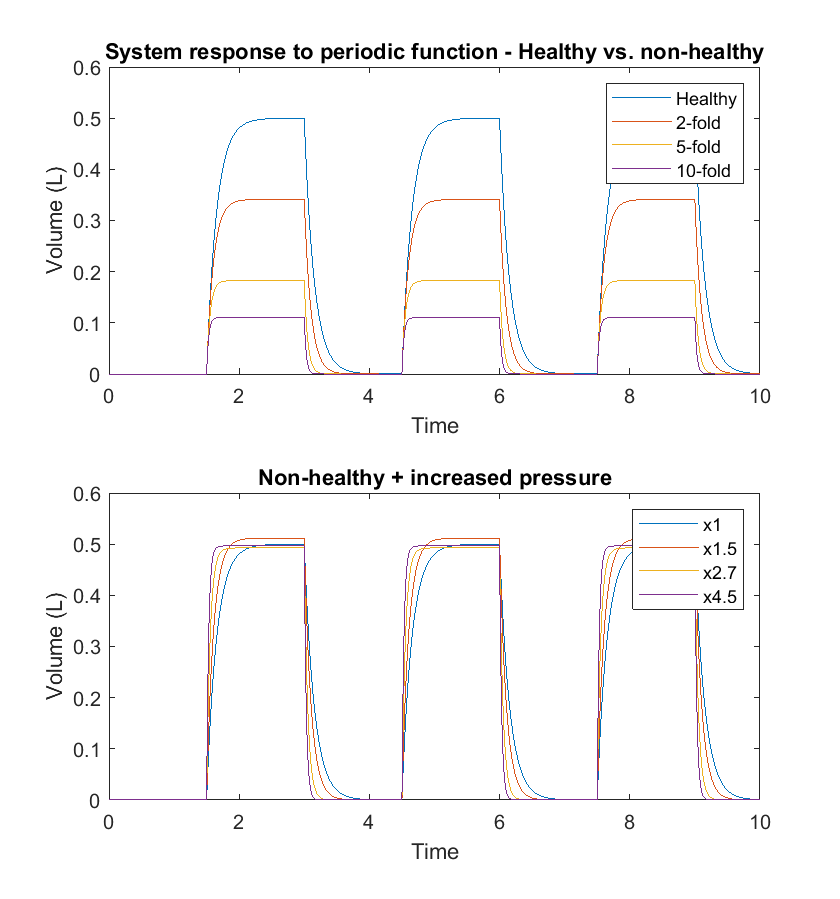 System response to periodic function - Healthy vs. non-healthy
0.6
0.5
0.4
0.3
0.2
0.1
0
Volume (L)
Healthy
2-fold
5-fold
10-fold
0 2 4 6 8 10
Time
Non-healthy + increased pressure
0.6
0.5
0.4
0.3
0.2
0.1
0
Volume (L)
x1
x1.5
x2.7
x4.5
0 2 4 6 8 10
Time